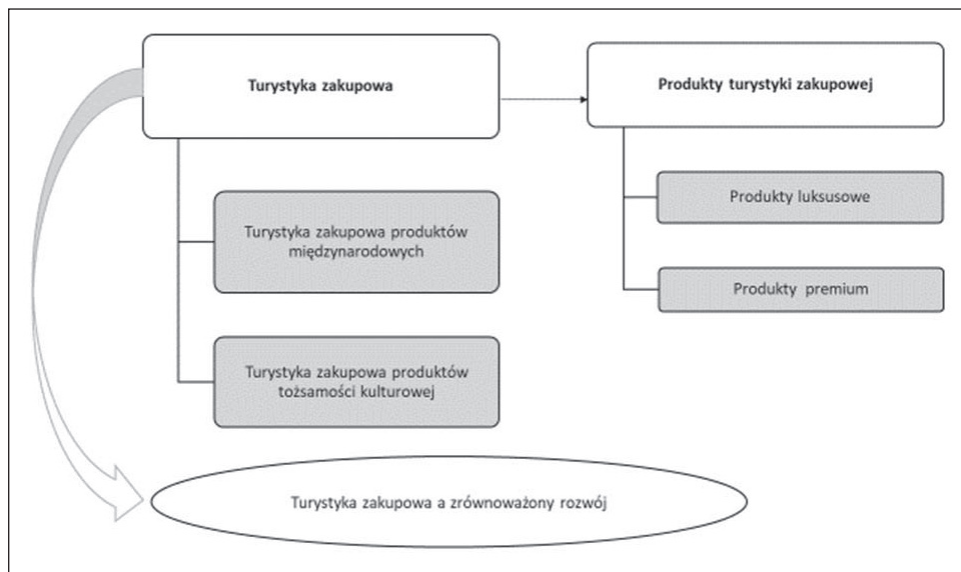 Turystyka zakupowa
Produkty turystyki zakupowej
Turystyka zakupowa produktów
międzynarodowych
Turystyka zakupowa produktów
tożsamości kulturowej
Produkty luksusowe
Produkty premium
Turystyka zakupowa a zrównoważony rozwój